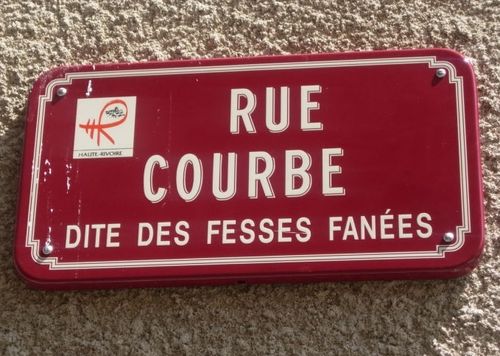 HAUTE-RIVOIRE
RUE
COURBE
DITE DES FESSES FANÉES